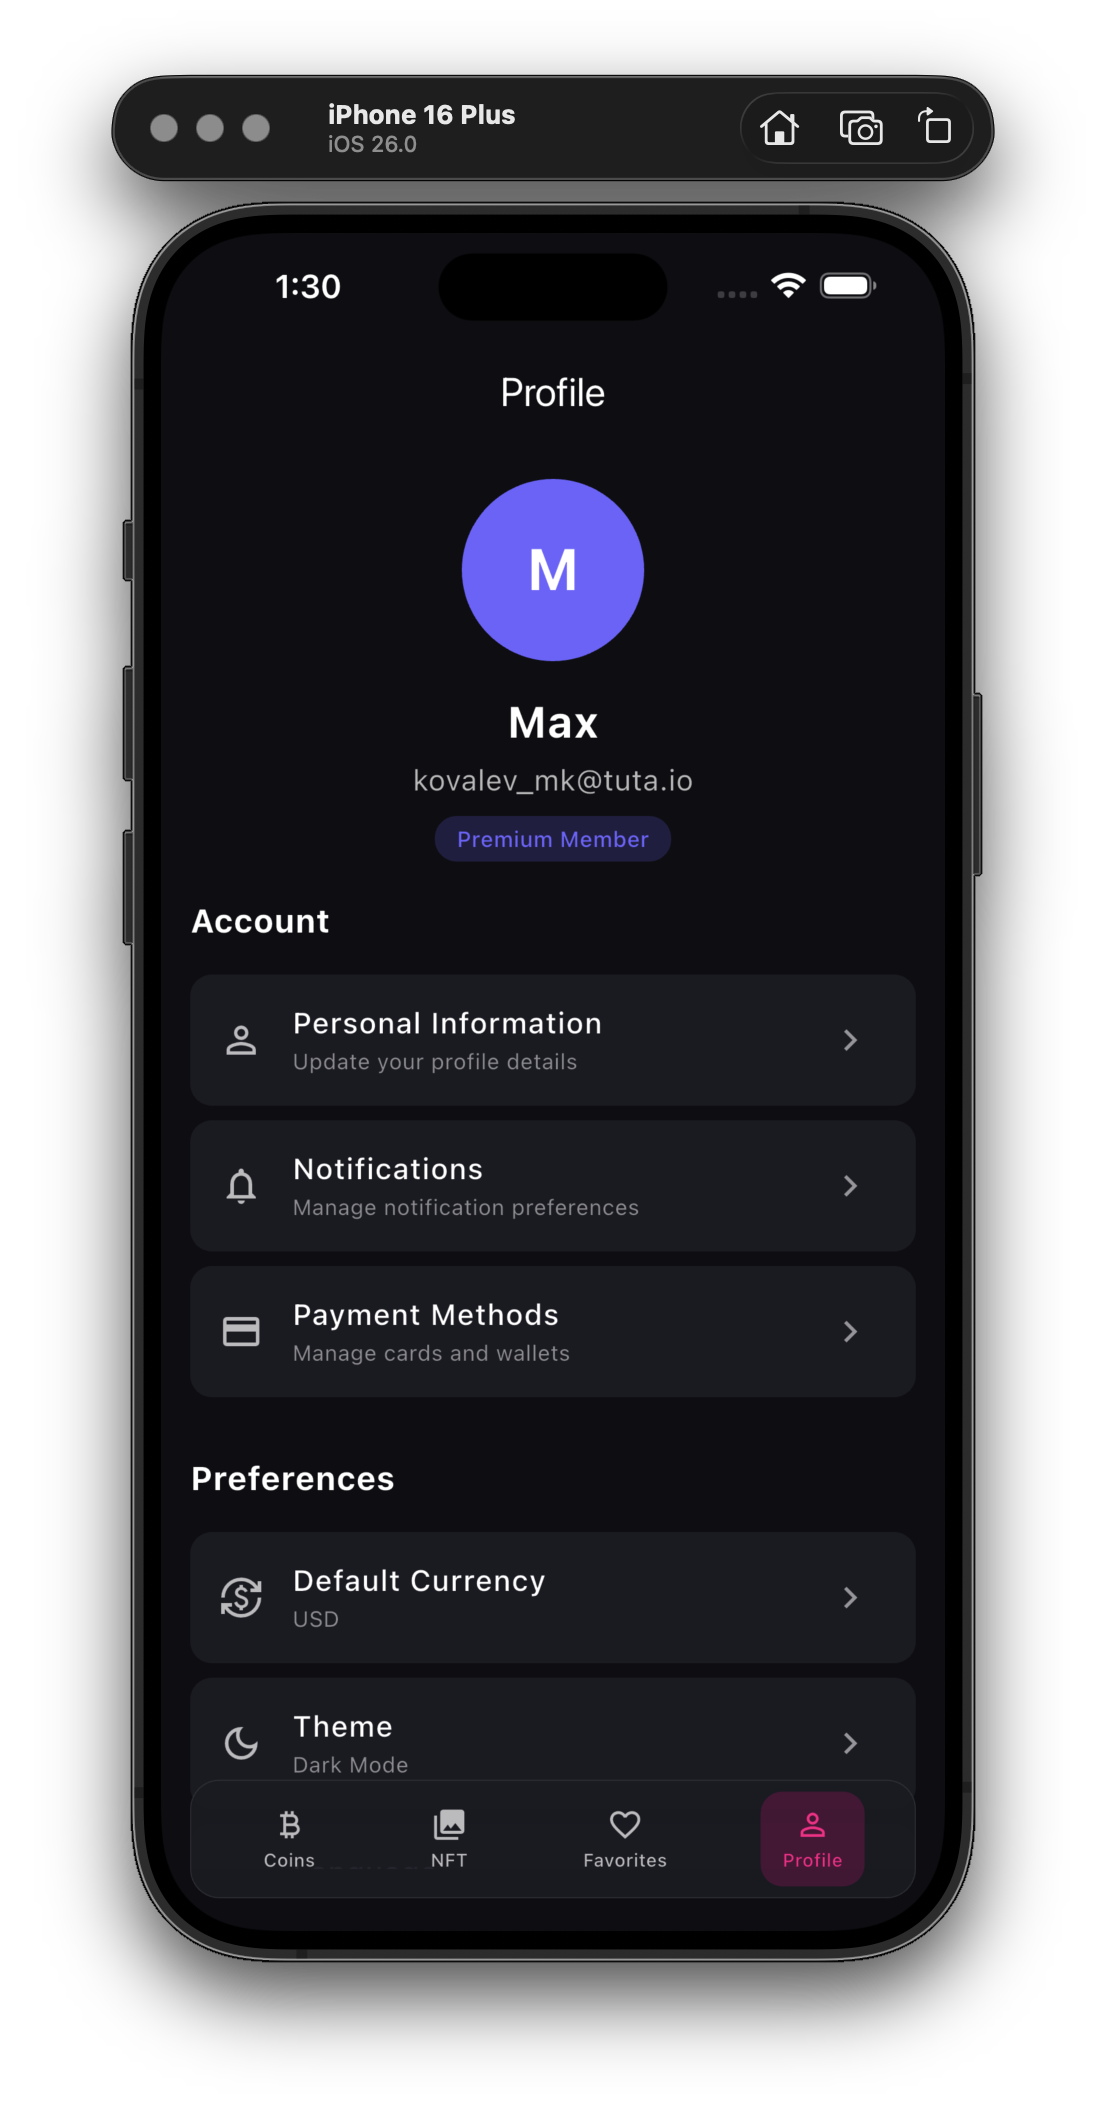 iPhone 16 Plus
iOS 26.0
1:30
Profile
M
Max
kovalev_mk@tuta.io
Premium Member
Account
Personal Information
Update your profile details
Notifications
Manage notification preferences
Payment Methods
Manage cards and wallets
Preferences
Default Currency
USD
Theme
Dark Mode
Coins
NFT
Favorites
Profile